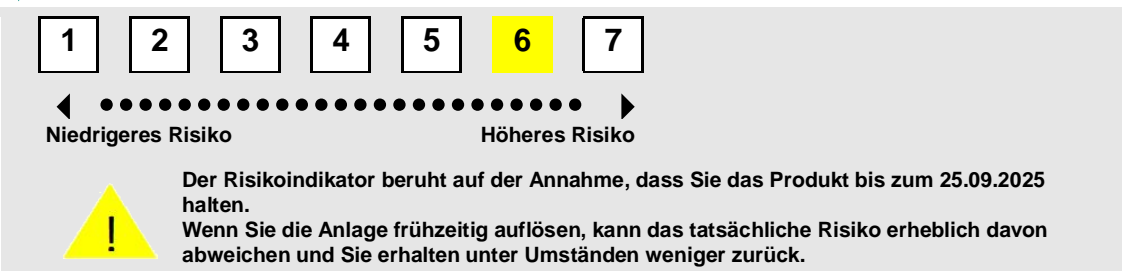 1 2 3 4 5 6 7
Niedrigeres Risiko Höheres Risiko
Der Risikoindikator beruht auf der Annahme, dass Sie das Produkt bis zum 25.09.2025
halten.
Wenn Sie die Anlage frühzeitig auflösen, kann das tatsächliche Risiko erheblich davon
abweichen und Sie erhalten unter Umständen weniger zurück.
!